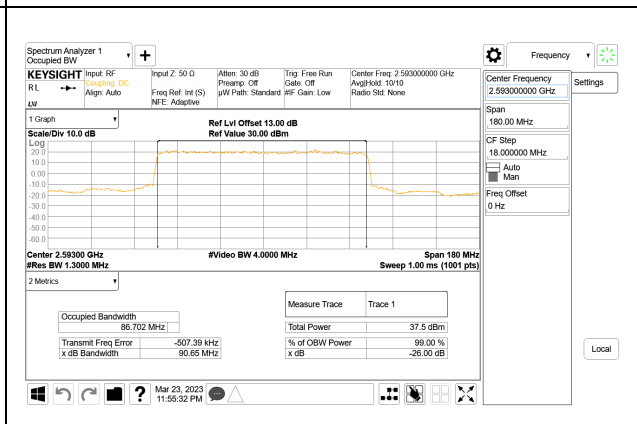 Spectrum Analyzer 1
Occupied BW
Frequency
KEYSIGHT
Input: RF
Coupling: DC
Align: Auto
R L
Input Z: 50 Ω
Freq Ref: Int (S)
NFE: Adaptive
Atten: 30 dB
Preamp: Off
µW Path: Standard
Trig: Free Run
Gate: Off
#IF Gain: Low
Center Freq: 2.593000000 GHz
Avg|Hold: 10/10
Radio Std: None
Center Frequency
2.593000000 GHz
Settings
Span
180.00 MHz
CF Step
18.000000 MHz
Auto
Man
Freq Offset
0 Hz
1 Graph
Scale/Div 10.0 dB
Ref Lvl Offset 13.00 dB
Ref Value 30.00 dBm
Log
20.0
10.0
0.00
-10.0
-20.0
-30.0
-40.0
-50.0
-60.0
Center 2.59300 GHz
#Res BW 1.3000 MHz
#Video BW 4.0000 MHz
Span 180 MHz
Sweep 1.00 ms (1001 pts)
2 Metrics
Measure Trace
Trace 1
Occupied Bandwidth
86.702 MHz
Total Power
37.5 dBm
Transmit Freq Error
-507.39 kHz
% of OBW Power
99.00 %
x dB Bandwidth
90.65 MHz
x dB
-26.00 dB
Local
?
Mar 23, 2023
11:55:32 PM